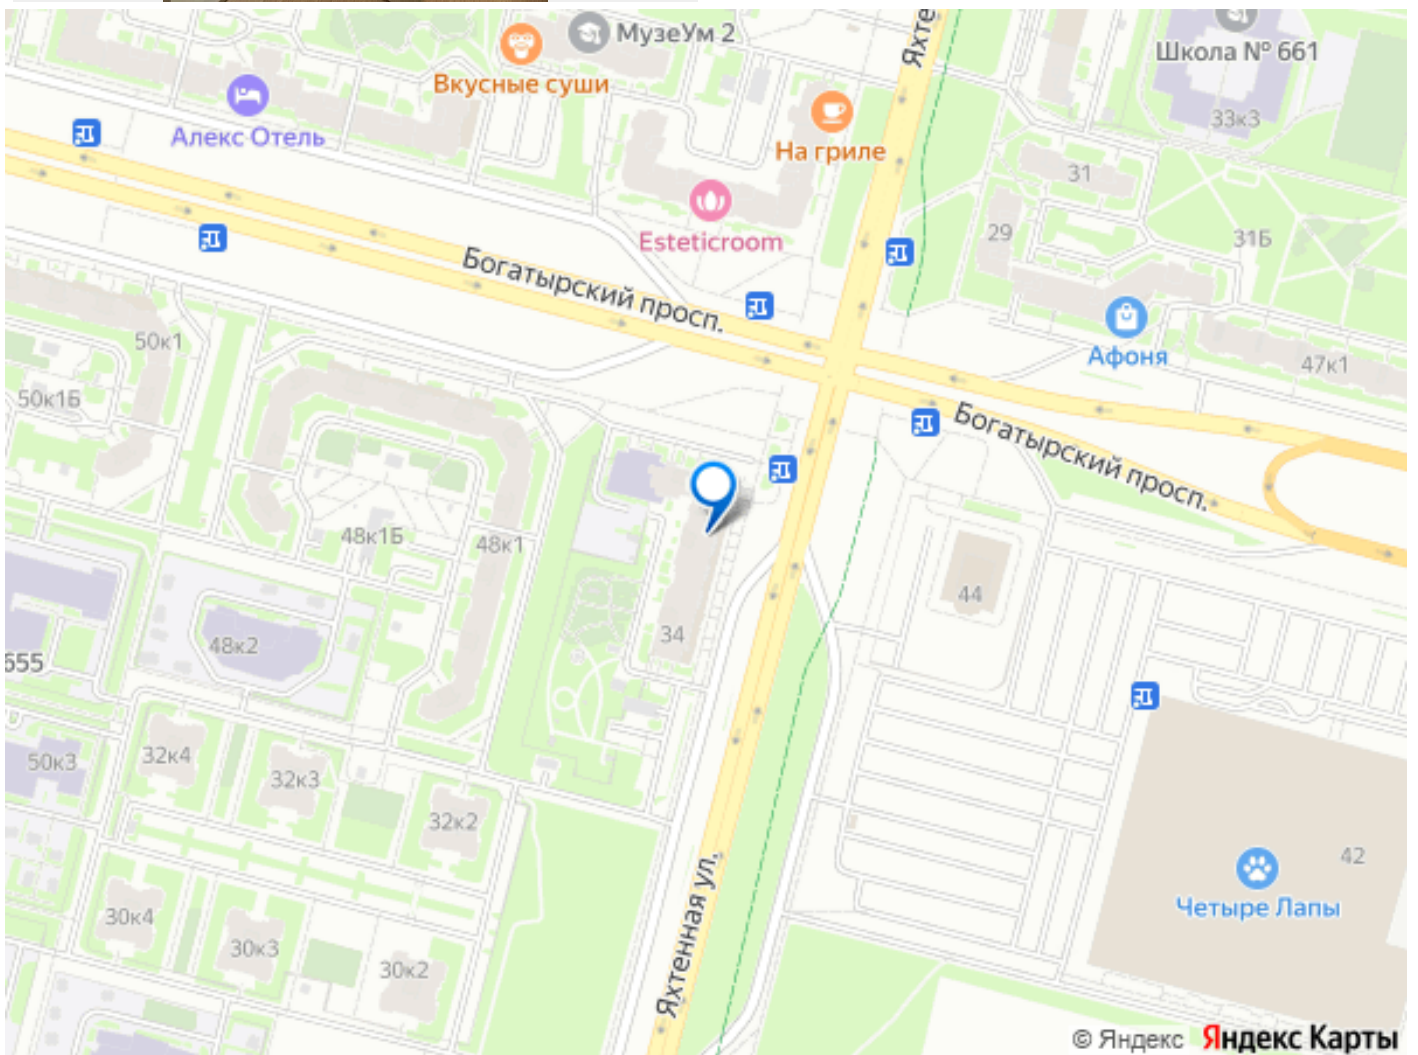 Яхте
МузеУм 2
Вкусные суши
Школа № 661
33к3
Алекс Отель
На гриле
31
Esteticroom
29
31Б
Богатырский просп.
50к1
Афоня
47к1
50к1Б
Богатырский просп.
48к1Б
48к1
44
34
48к2
655
32к4
50к3
32к3
32к2
42
Четыре Лапы
30к4
30к3
30к2
Яхтенная ул.
© Яндекс Яндекс Карты